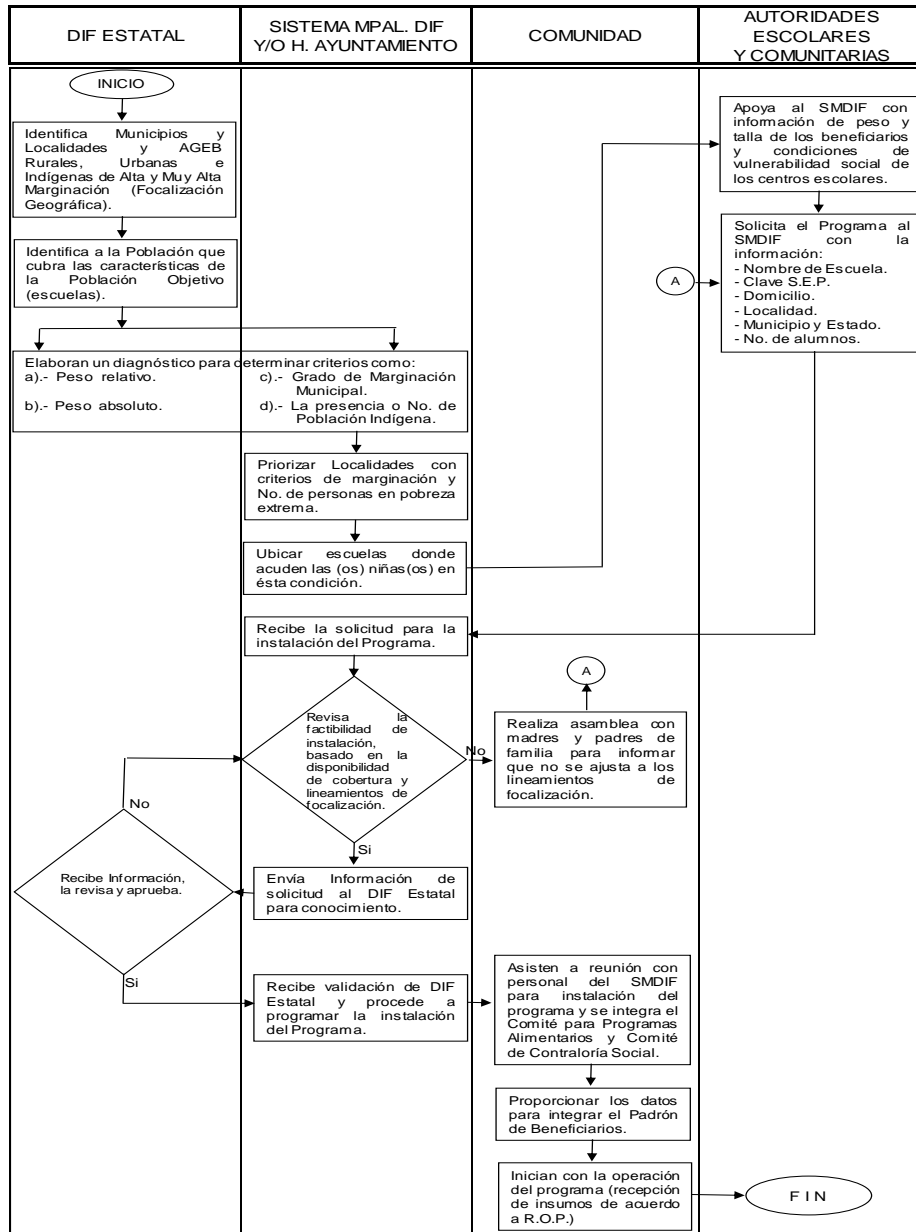 DIF ESTATAL
SISTEMA MPAL. DIF
Y/O H. AYUNTAMIENTO
COMUNIDAD
AUTORIDADES
ESCOLARES
Y COMUNITARIAS
INICIO
Identifica Municipios y
Localidades y AGEB
Rurales, Urbanas e
Indígenas de Alta y Muy Alta
Marginación (Focalización
Geográfica).
Identifica a la Población que
cubra las características de
la Población Objetivo
(escuelas).
Elaboran un diagnóstico para determinar criterios como:
a).- Peso relativo.
b).- Peso absoluto.
c).- Grado de Marginación
Municipal.
d).- La presencia o No. de
Población Indígena.
Priorizar Localidades con
criterios de marginación y
No. de personas en pobreza
extrema.
Ubicar escuelas donde
acuden las (os) niñas(os) en
ésta condición.
Apoya al SMDIF con
información de peso y
talla de los beneficiarios
y condiciones de
vulnerabilidad social de
los centros escolares.
A
Solicita el Programa al
SMDIF con la
información:
- Nombre de Escuela.
- Clave S.E.P.
- Domicilio.
- Localidad.
- Municipio y Estado.
- No. de alumnos.
Recibe la solicitud para la
instalación del Programa.
Revisa la
factibilidad de
instalación,
basado en la
disponibilidad
de cobertura y
lineamientos de
focalización.
No
A
Realiza asamblea con
madres y padres de
familia para informar
que no se ajusta a los
lineamientos de
focalización.
Si
Envía Información de
solicitud al DIF Estatal
para conocimiento.
No
Recibe Información,
la revisa y aprueba.
Si
Recibe validación de DIF
Estatal y procede a
programar la instalación
del Programa.
Asisten a reunión con
personal del SMDIF
para instalación del
programa y se integra el
Comité para Programas
Alimentarios y Comité
de Contraloría Social.
Proporcionar los datos
para integrar el Padrón
de Beneficiarios.
Inician con la operación
del programa (recepción
de insumos de acuerdo
a R.O.P.)
F I N